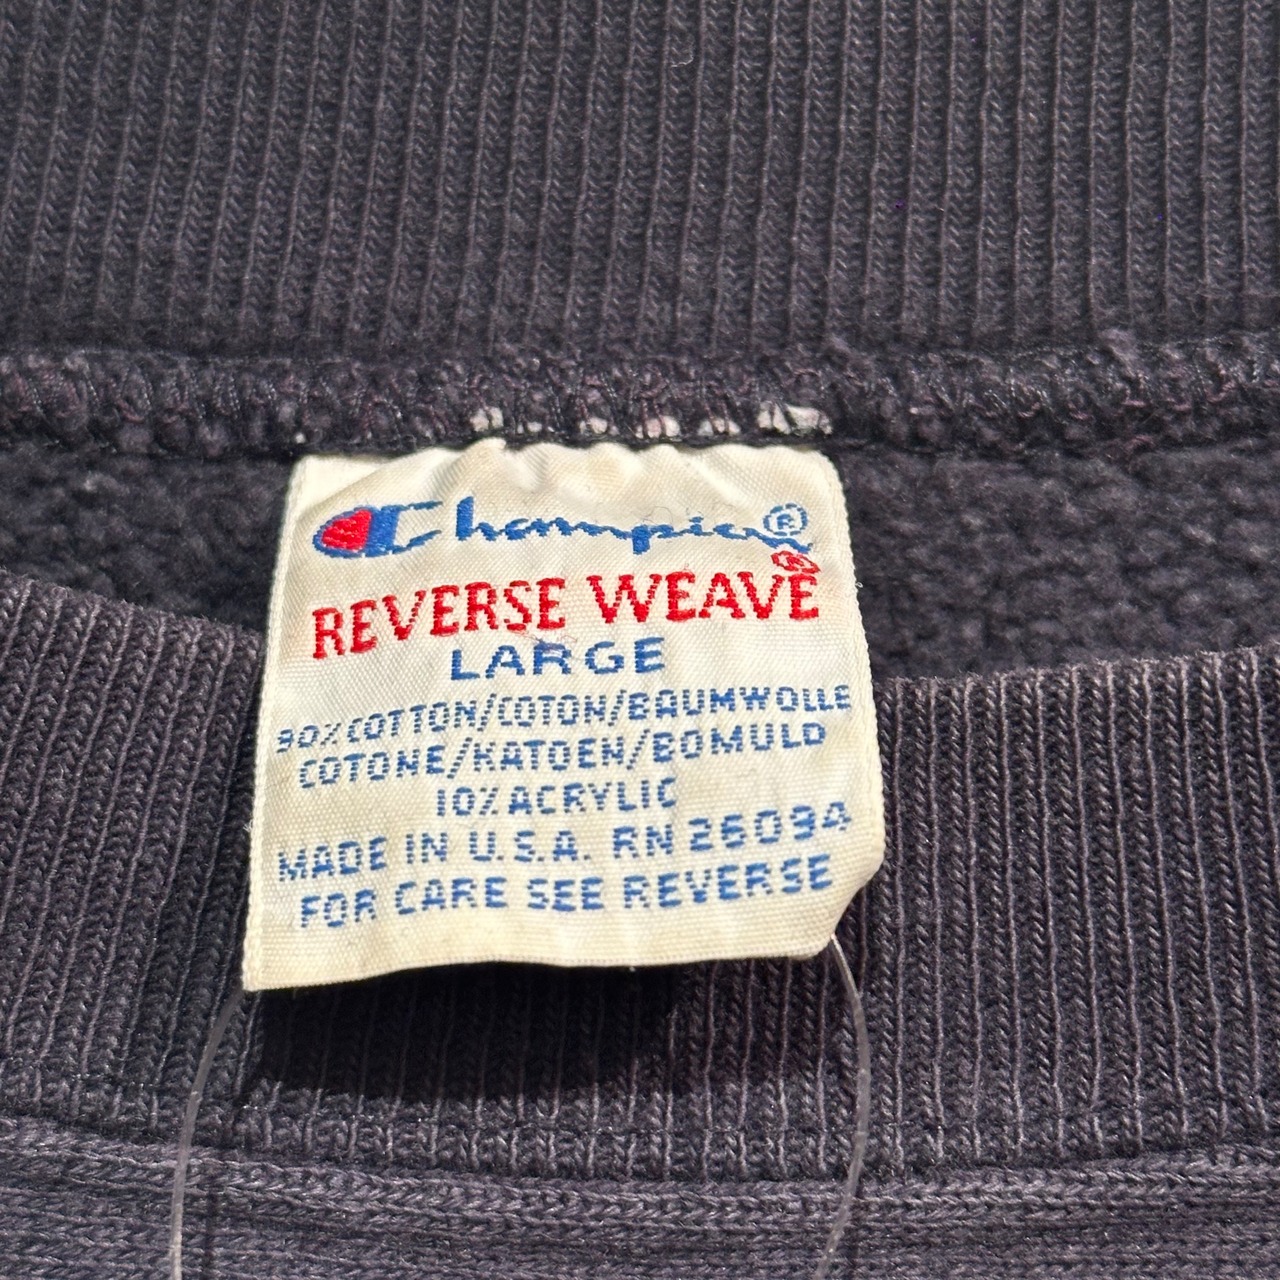 Champion®
REVERSE WEAVE®
LARGE
90% COTTON/COTON/BAUMWOLLE
COTONE/KATOEN/BOMULD
10% ACRYLIC
MADE IN U.S.A. RN 26094
FOR CARE SEE REVERSE